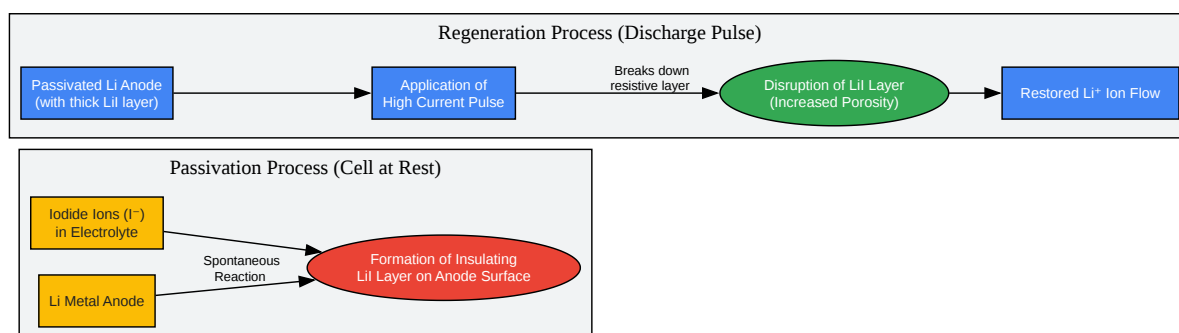 Regeneration Process (Discharge Pulse)
Passivated Li Anode
(with thick LiI layer)
Application of
High Current Pulse
Breaks down
resistive layer
Disruption of LiI Layer
(Increased Porosity)
Restored Li⁺ Ion Flow
Passivation Process (Cell at Rest)
Iodide Ions (I⁻)
in Electrolyte
Li Metal Anode
Spontaneous
Reaction
Formation of Insulating
LiI Layer on Anode Surface